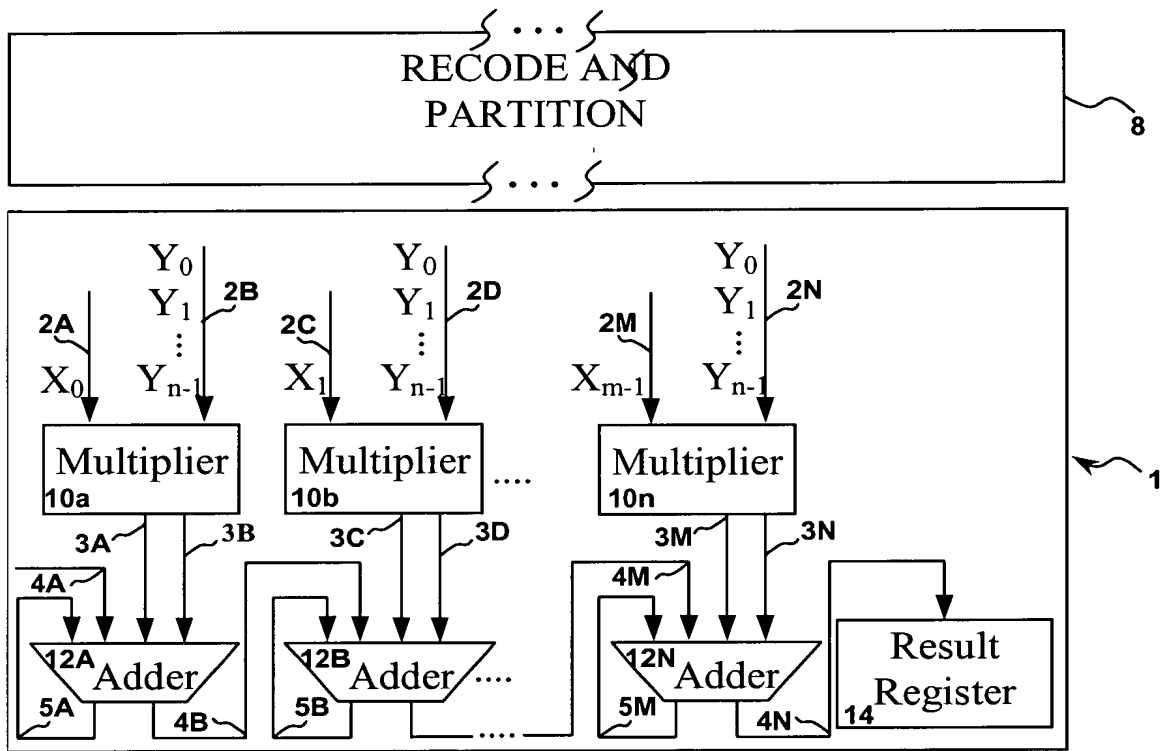 • • •
RECODE AND
PARTITION
8
• • •
Y0 Y0 Y0
2A Y1 2B 2C Y1 2D 2M Y1 2N
⋮ ⋮ ⋮
X0 Yn-1 X1 Yn-1 Xm-1 Yn-1
Multiplier Multiplier Multiplier
10a 10b .... 10n
1
3A 3B 3C 3D 3M 3N
4A 4M
12A Adder 12B Adder .... 12N Adder
Result
Register
14
5A 4B 5B .... 5M 4N